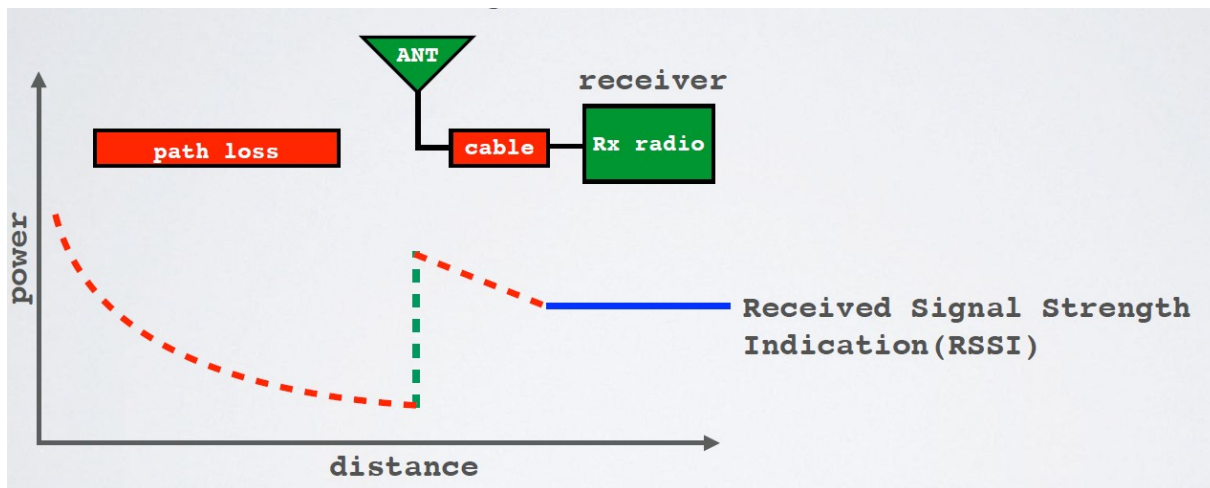 ANT
receiver
path loss
cable
Rx radio
power
Received Signal Strength
Indication(RSSI)
distance